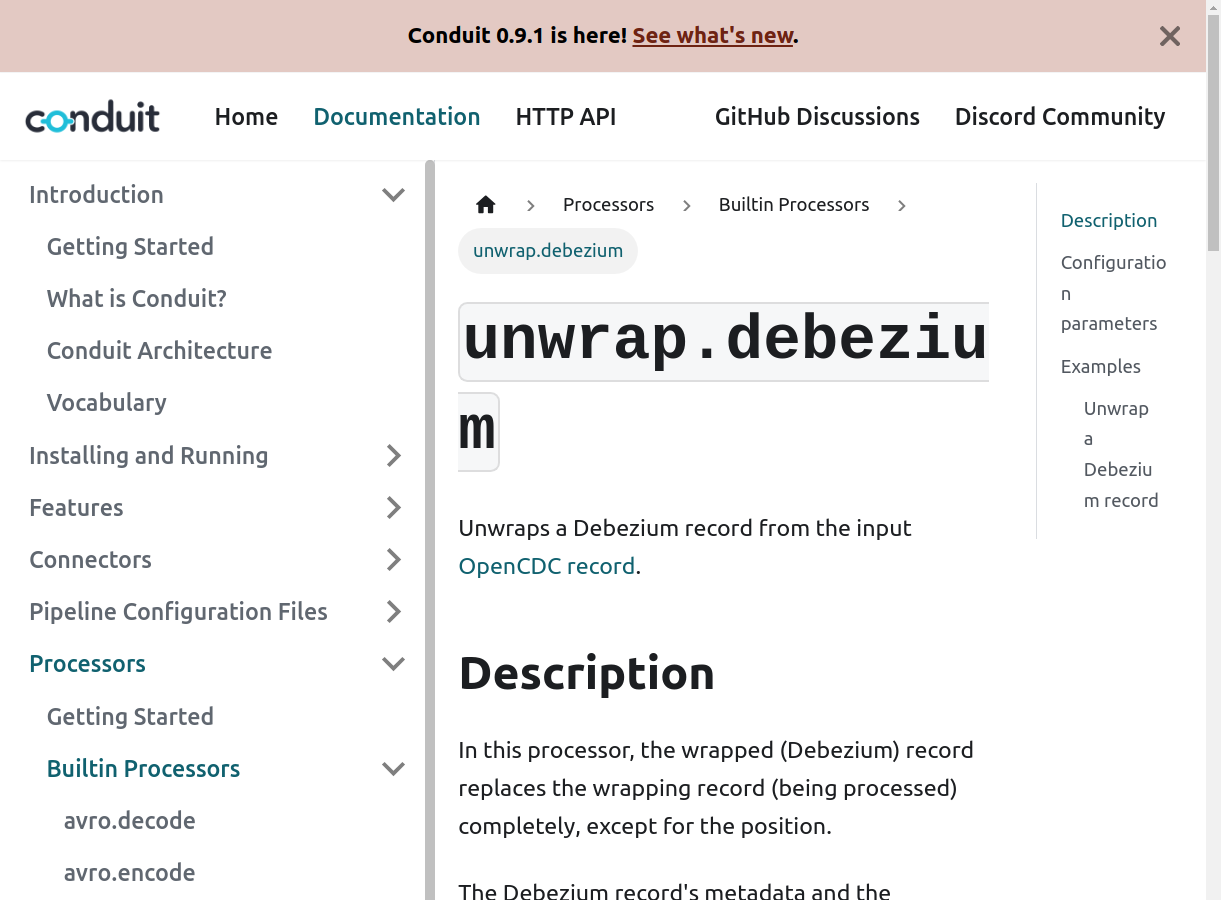 Conduit 0.9.1 is here! See what's new.
conduit
Home
Documentation
HTTP API
GitHub Discussions
Discord Community
Introduction
Getting Started
What is Conduit?
Conduit Architecture
Vocabulary
Installing and Running
Features
Connectors
Pipeline Configuration Files
Processors
Getting Started
Builtin Processors
avro.decode
avro.encode
Processors
Builtin Processors
unwrap.debezium
unwrap.debeziu
m
Unwraps a Debezium record from the input
OpenCDC record.
Description
In this processor, the wrapped (Debezium) record
replaces the wrapping record (being processed)
completely, except for the position.
The Debezium record's metadata and the
Description
Configuratio
n
parameters
Examples
Unwrap
a
Debeziu
m record